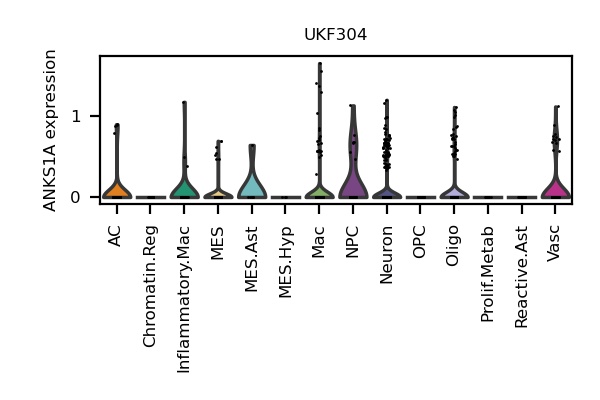 UKF304
ANKS1A expression
1
0
AC
Chromatin.Reg
Inflammatory.Mac
MES
MES.Ast
MES.Hyp
Mac
NPC
Neuron
OPC
Oligo
Prolif.Metab
Reactive.Ast
Vasc